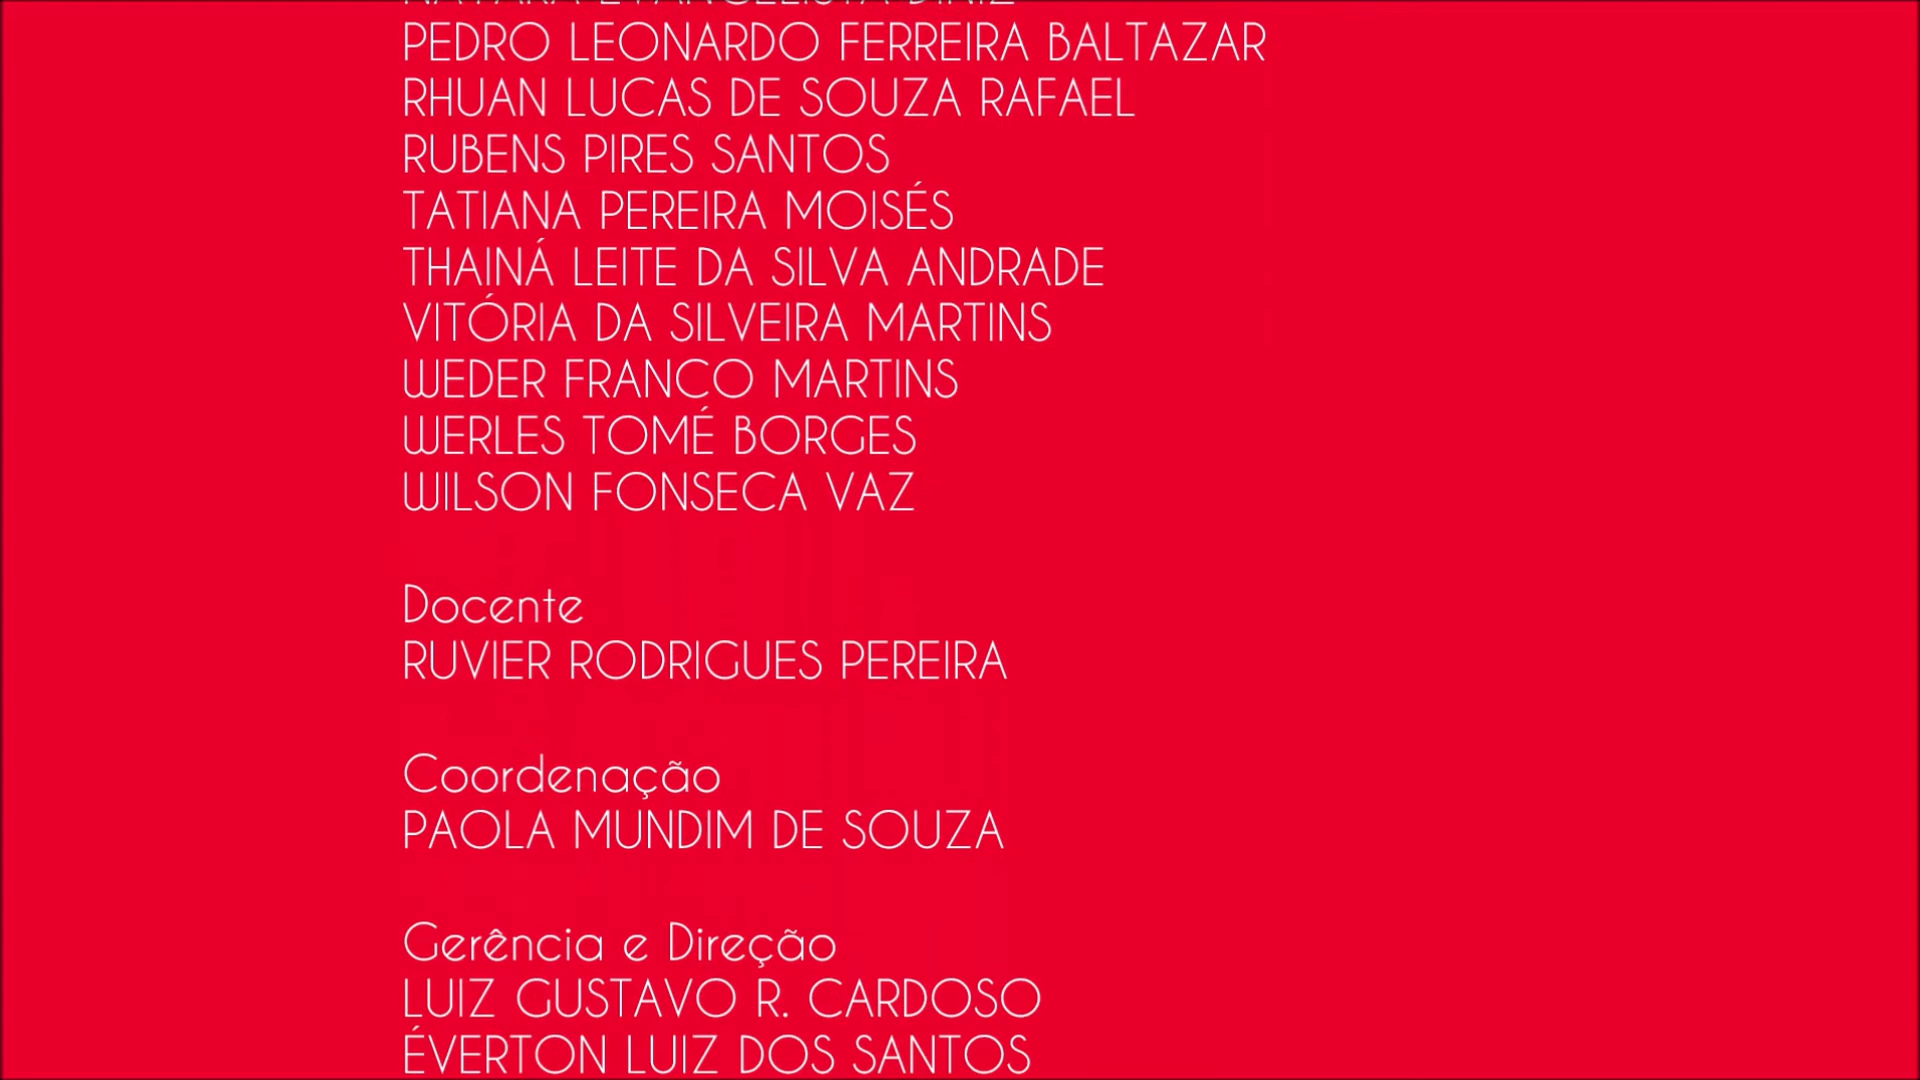 EVANGELISTA DINIZ
PEDRO LEONARDO FERREIRA BALTAZAR
RHUAN LUCAS DE SOUZA RAFAEL
RUBENS PIRES SANTOS
TATIANA PEREIRA MOISÉS
THAINÁ LEITE DA SILVA ANDRADE
VITÓRIA DA SILVEIRA MARTINS
WEDER FRANCO MARTINS
WERLES TOMÉ BORGES
WILSON FONSECA VAZ
Docente
RUVIER RODRIGUES PEREIRA
Coordenação
PAOLA MUNDIM DE SOUZA
Gerência e Direção
LUIZ GUSTAVO R. CARDOSO
ÉVERTON LUIZ DOS SANTOS